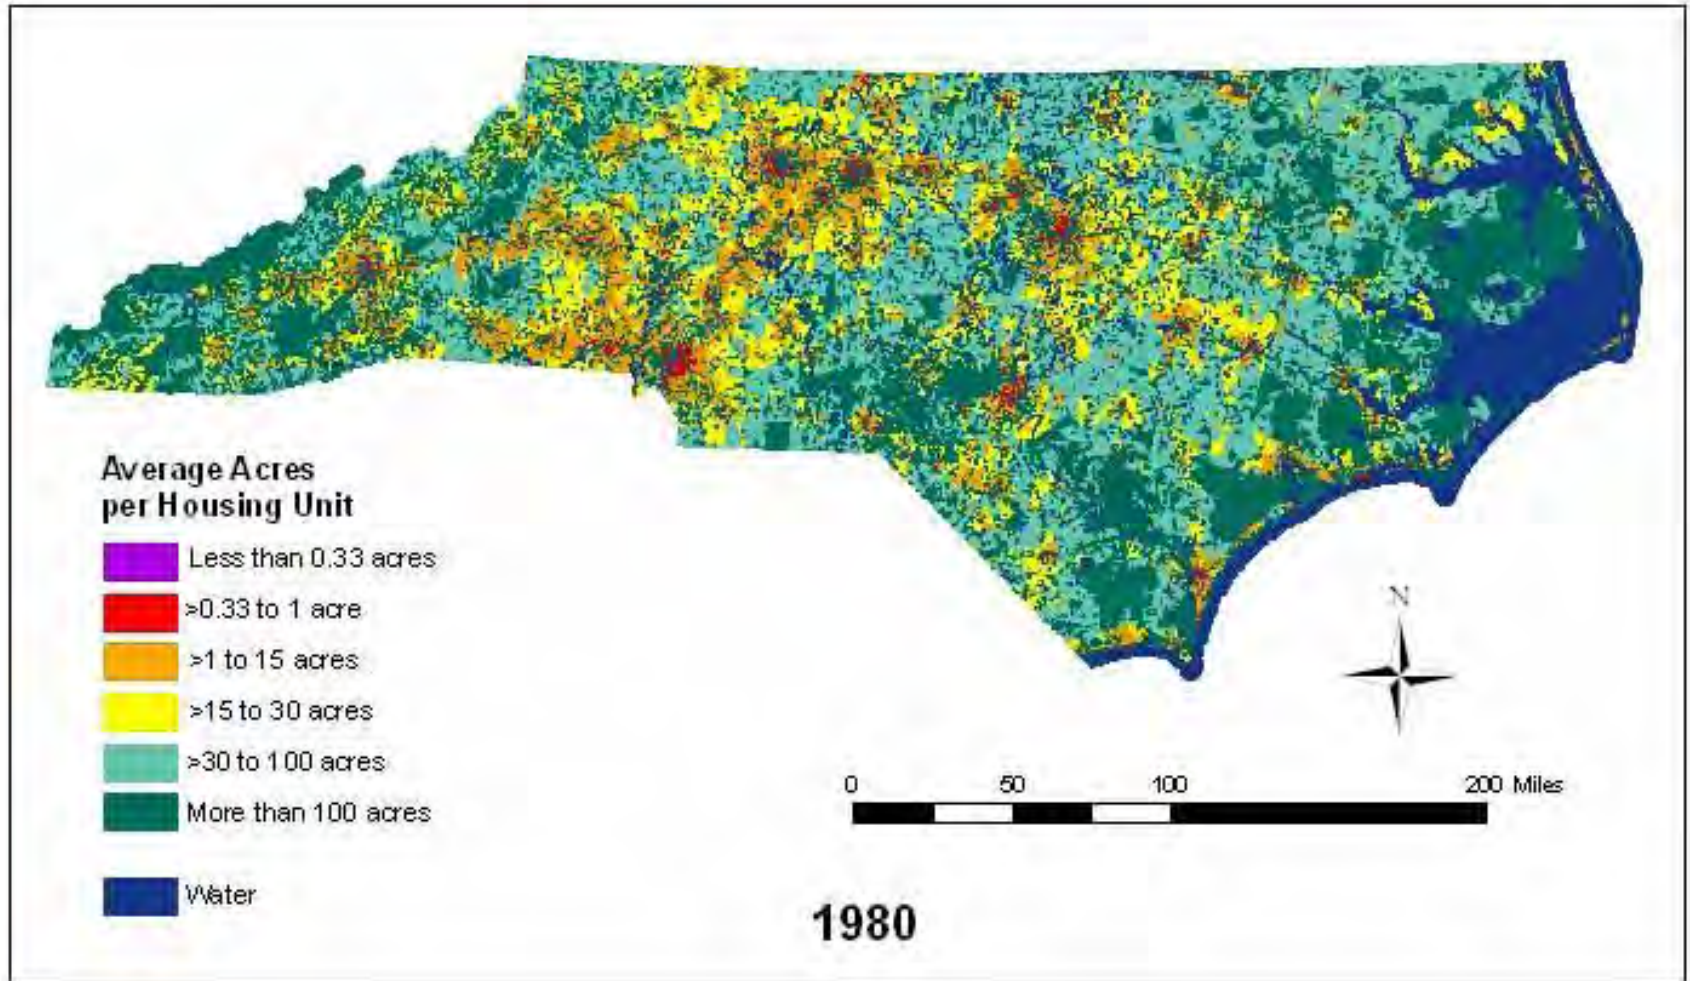 Average Acres
per Housing Unit
Less than 0.33 acres
>0.33 to 1 acre
>1 to 15 acres
>15 to 30 acres
>30 to 100 acres
More than 100 acres
Water
N
0 50 100 200 Miles
1980